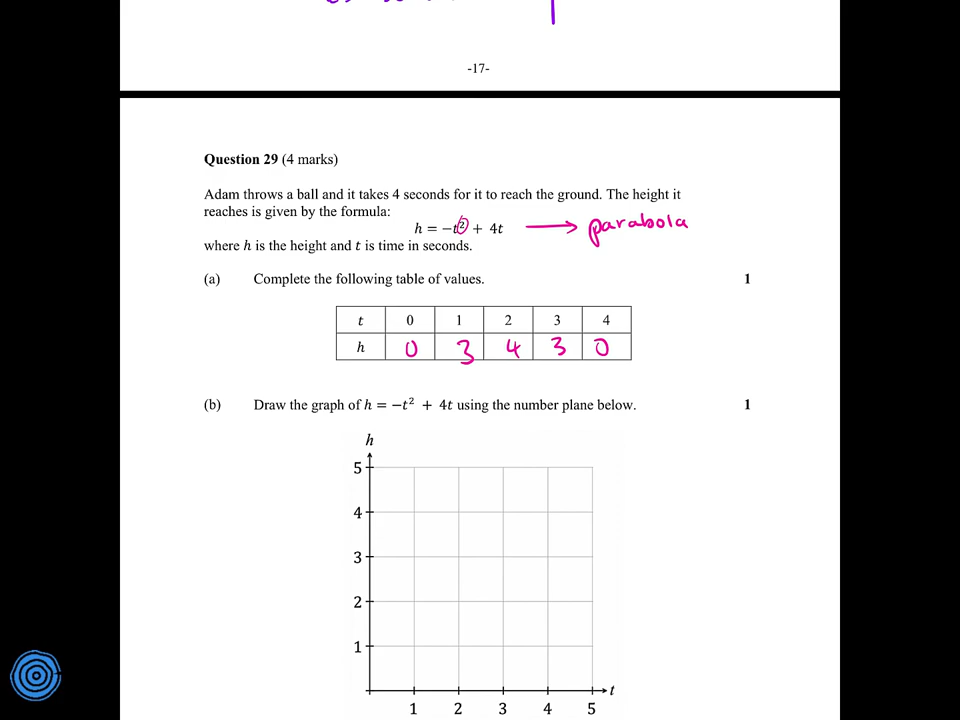 -17-
Question 29 (4 marks)
Adam throws a ball and it takes 4 seconds for it to reach the ground. The height it
reaches is given by the formula:
h = −t² + 4t → parabola
where h is the height and t is time in seconds.
(a) Complete the following table of values. 1
t 0 1 2 3 4
h 0 3 4 3 0
(b) Draw the graph of h = −t² + 4t using the number plane below. 1
h
5
4
3
2
1
t
1 2 3 4 5